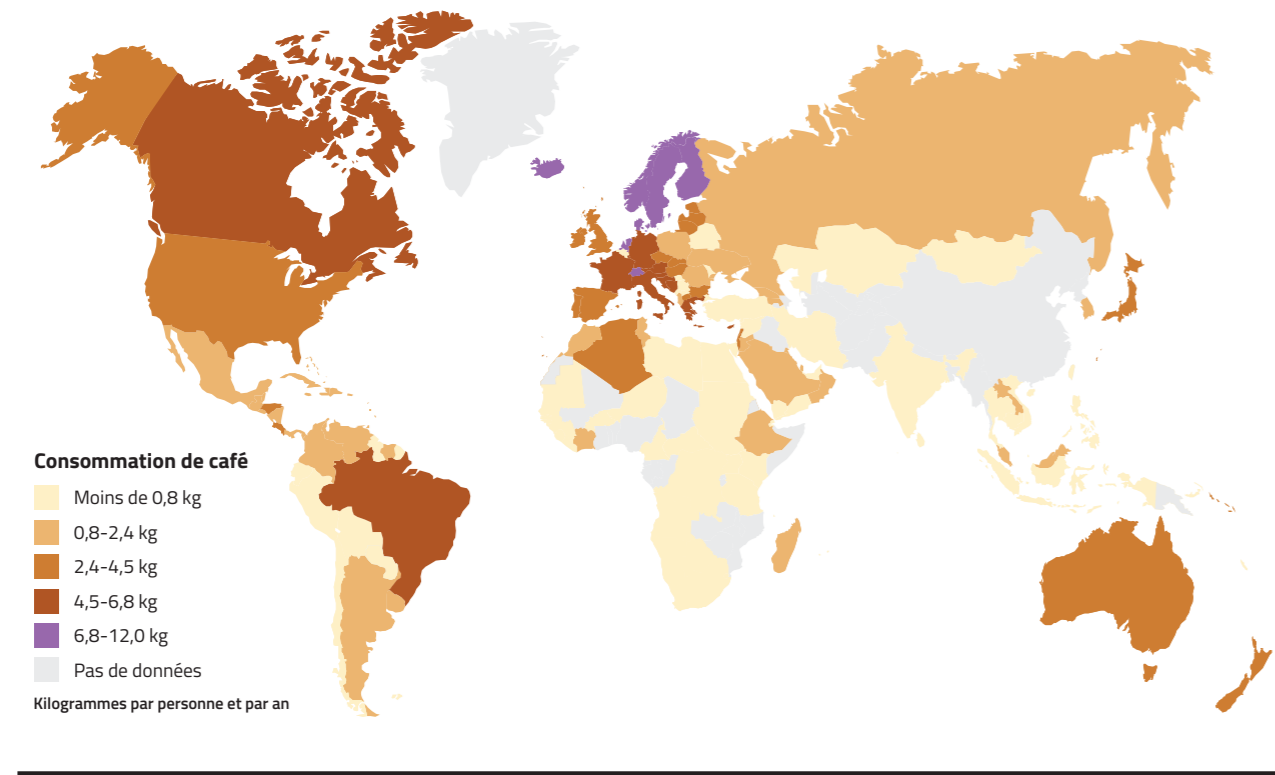 Consommation de café
Moins de 0,8 kg
0,8-2,4 kg
2,4-4,5 kg
4,5-6,8 kg
6,8-12,0 kg
Pas de données
Kilogrammes par personne et par an